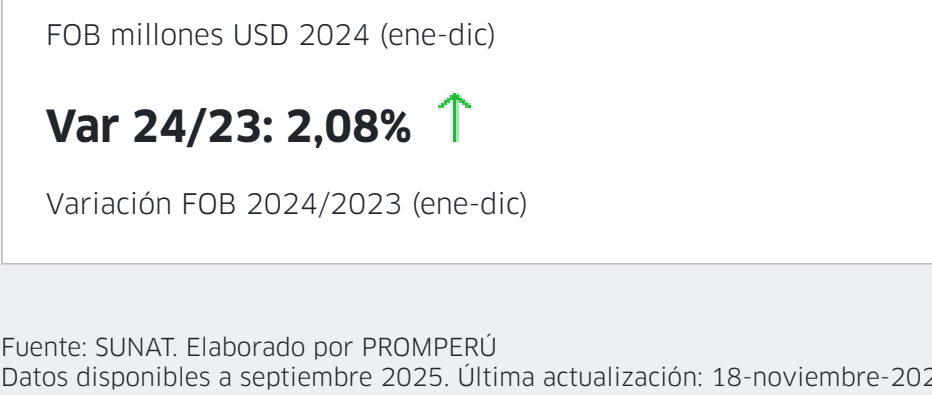 FOB millones USD 2024 (ene-dic)
Var 24/23: 2,08%
Variación FOB 2024/2023 (ene-dic)
Fuente: SUNAT. Elaborado por PROMPERÚ
Datos disponibles a septiembre 2025. Última actualización: 18-noviembre-202